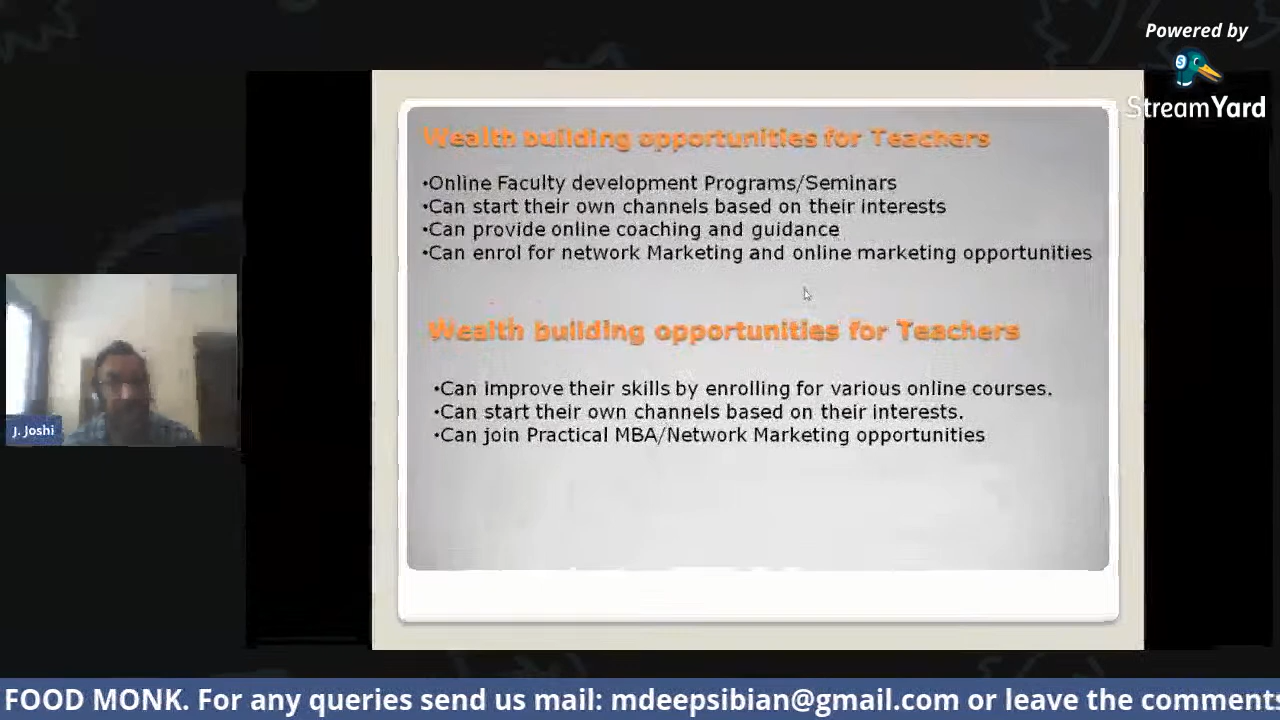 Powered by
StreamYard
Wealth building opportunities for Teachers
•Online Faculty development Programs/Seminars
•Can start their own channels based on their interests
•Can provide online coaching and guidance
•Can enrol for network Marketing and online marketing opportunities
Wealth building opportunities for Teachers
•Can improve their skills by enrolling for various online courses.
•Can start their own channels based on their interests.
•Can join Practical MBA/Network Marketing opportunities
J. Joshi
FOOD MONK. For any queries send us mail: mdeepsibian@gmail.com or leave the comments